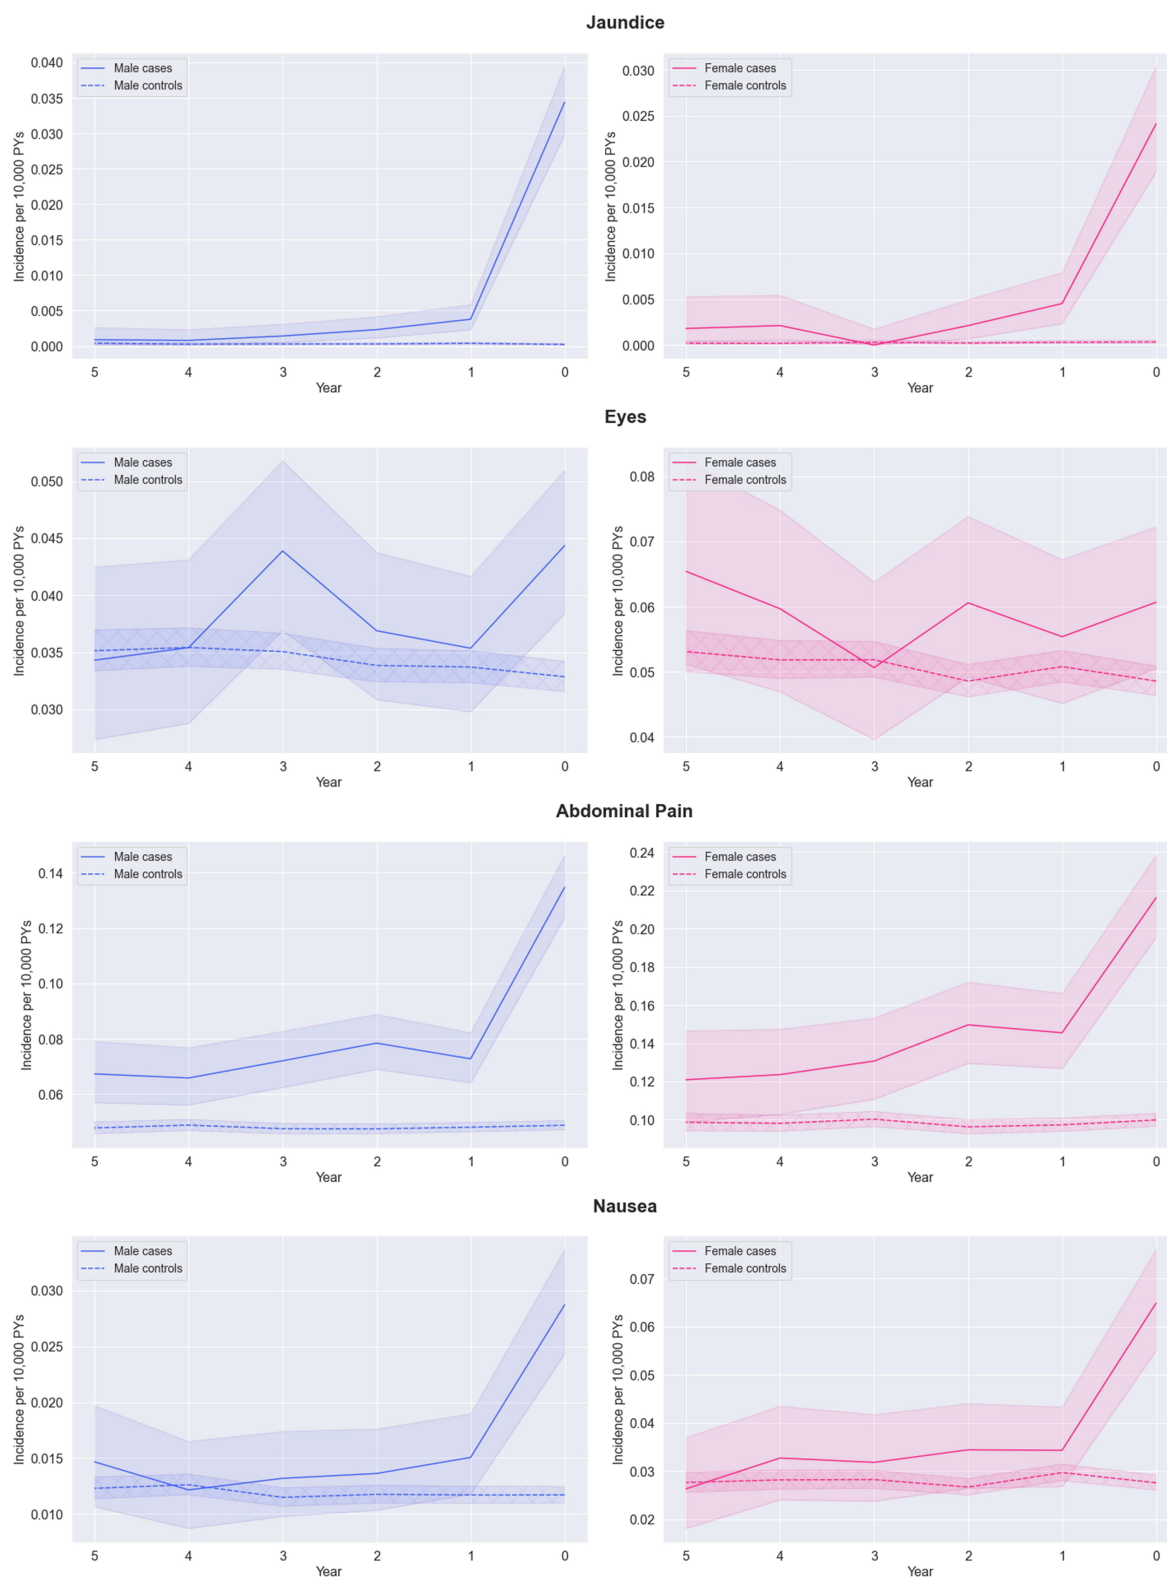 Jaundice
Incidence per 10,000 PYs
0.040
0.035
0.030
0.025
0.020
0.015
0.010
0.005
0.000
Male cases
Male controls
5 4 3 2 1 0
Year
Incidence per 10,000 PYs
0.030
0.025
0.020
0.015
0.010
0.005
0.000
Female cases
Female controls
5 4 3 2 1 0
Year
Eyes
Incidence per 10,000 PYs
0.050
0.045
0.040
0.035
0.030
Male cases
Male controls
5 4 3 2 1 0
Year
Incidence per 10,000 PYs
0.08
0.07
0.06
0.05
0.04
Female cases
Female controls
5 4 3 2 1 0
Year
Abdominal Pain
Incidence per 10,000 PYs
0.14
0.12
0.10
0.08
0.06
Male cases
Male controls
5 4 3 2 1 0
Year
Incidence per 10,000 PYs
0.24
0.22
0.20
0.18
0.16
0.14
0.12
0.10
Female cases
Female controls
5 4 3 2 1 0
Year
Nausea
Incidence per 10,000 PYs
0.030
0.025
0.020
0.015
0.010
Male cases
Male controls
5 4 3 2 1 0
Year
Incidence per 10,000 PYs
0.07
0.06
0.05
0.04
0.03
0.02
Female cases
Female controls
5 4 3 2 1 0
Year